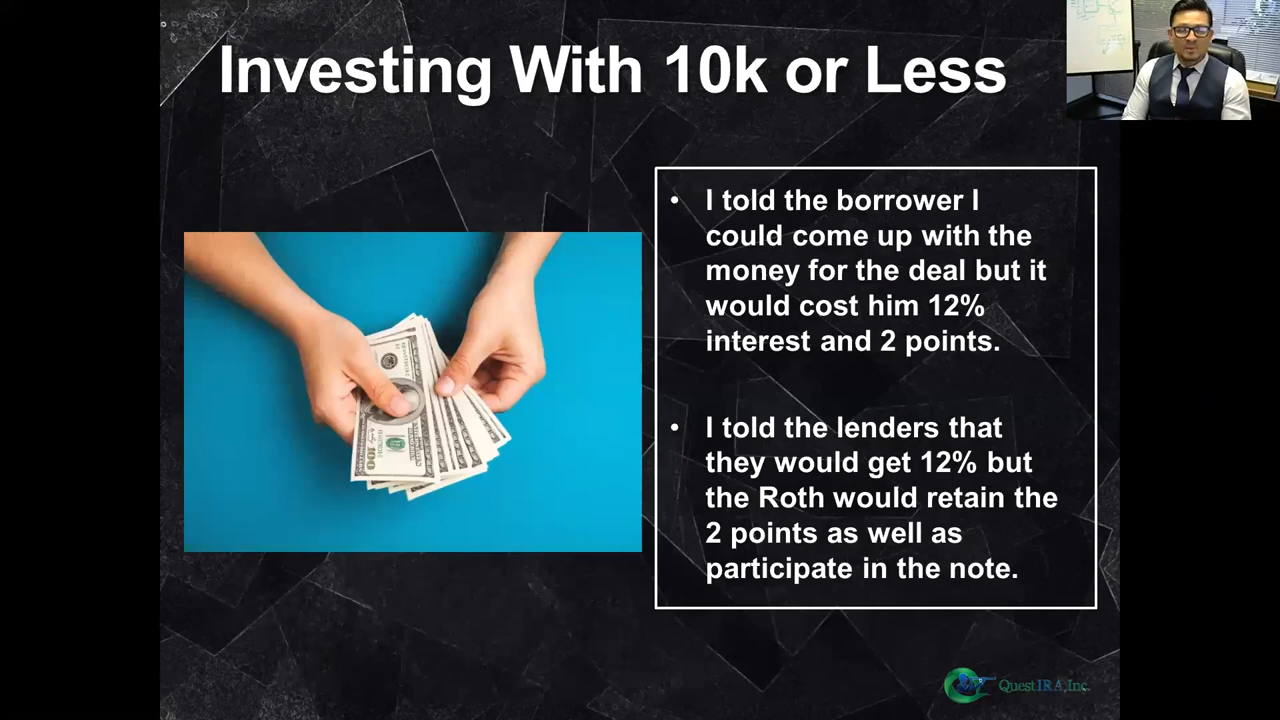 Investing With 10k or Less
• I told the borrower I
could come up with the
money for the deal but it
would cost him 12%
interest and 2 points.
• I told the lenders that
they would get 12% but
the Roth would retain the
2 points as well as
participate in the note.
100
QuestIRA,Inc.